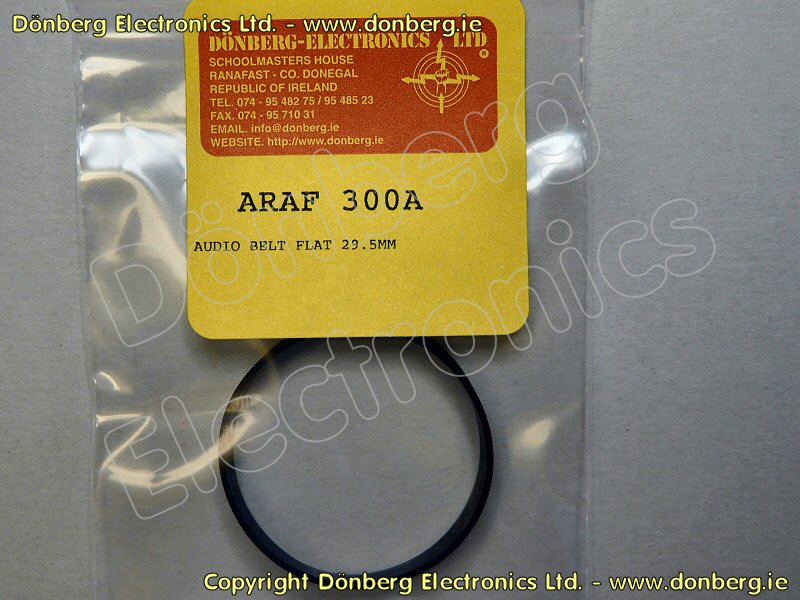 Dönberg Electronics Ltd. - www.dönberg.ie
DÖNBERG-ELECTRONICS LTD
SCHOOLMASTERS HOUSE
RANAFAST - CO. DONEGAL
REPUBLIC OF IRELAND
TEL. 074 - 95 482 75 / 95 485 23
FAX. 074 - 95 710 31
EMAIL. info@donberg.ie
WEBSITE. http://www.donberg.ie
®
ARAF 300A
AUDIO BELT FLAT 29.5MM
Dönberg
Electronics
Copyright Dönberg Electronics Ltd. - www.dönberg.ie